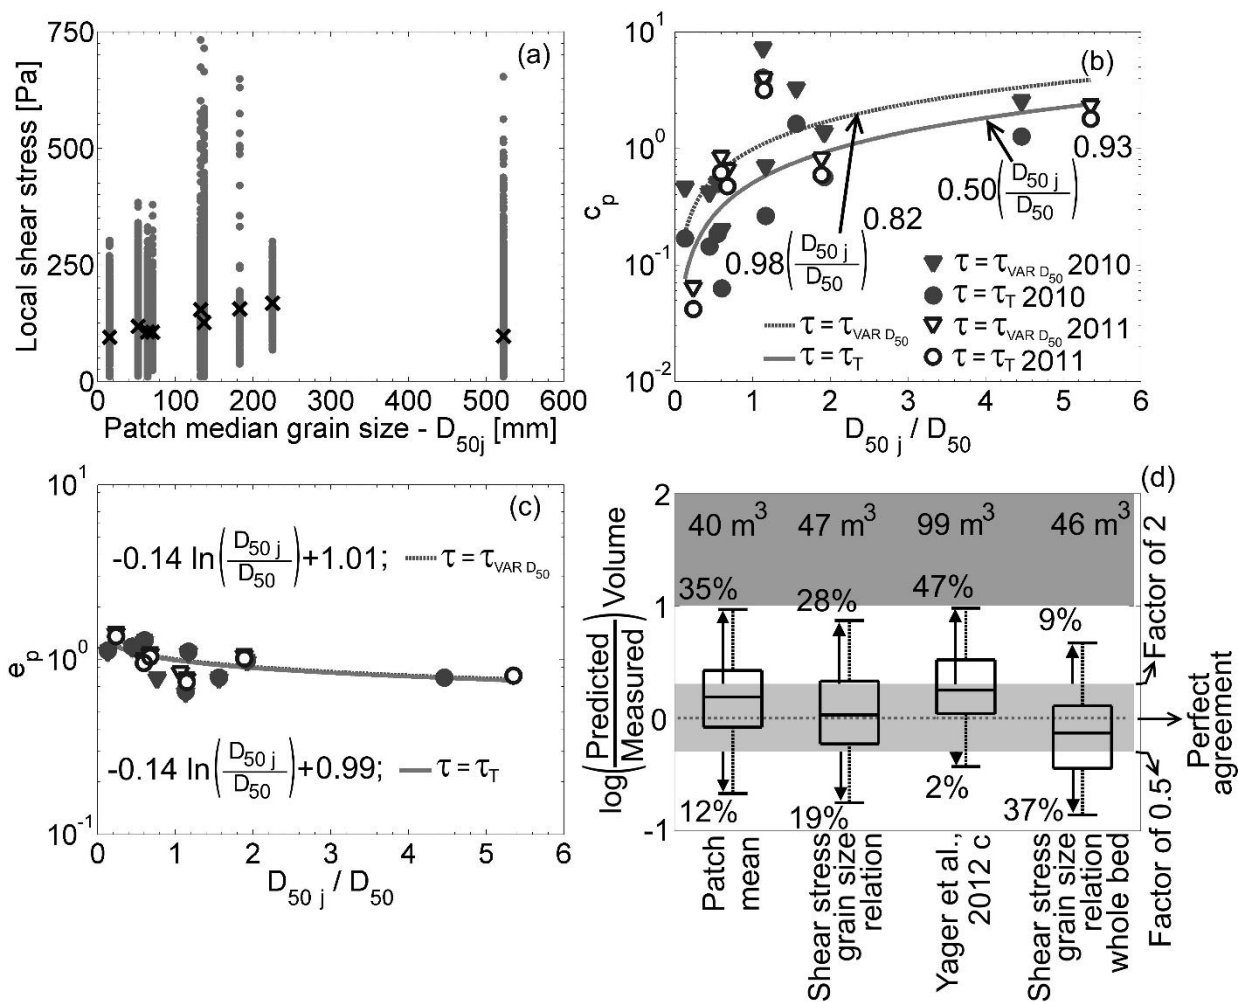 (a)
Local shear stress [Pa]
750
500
250
0
0 100 200 300 400 500 600
Patch median grain size - D50j [mm]
(b)
c_p
10^1
10^0
10^-1
10^-2
0 1 2 3 4 5 6
D50 j / D50
0.98(D50 j / D50)^0.82
0.50(D50 j / D50)^0.93
τ = τVAR D50 2010
τ = τT 2010
τ = τVAR D50 2011
τ = τT 2011
τ = τVAR D50
τ = τT
(c)
e_p
10^1
10^0
10^-1
-0.14 ln(D50 j / D50)+1.01; τ = τVAR D50
-0.14 ln(D50 j / D50)+0.99; τ = τT
0 1 2 3 4 5 6
D50 j / D50
(d)
log(Predicted / Measured) Volume
2
1
0
-1
40 m^3 47 m^3 99 m^3 46 m^3
35% 28% 47% 9%
12% 19% 2% 37%
Factor of 2
Perfect
agreement
Factor of 0.5
Patch
mean
Shear stress
grain size
relation
Yager et al.,
2012 c
Shear stress
grain size
relation
whole bed